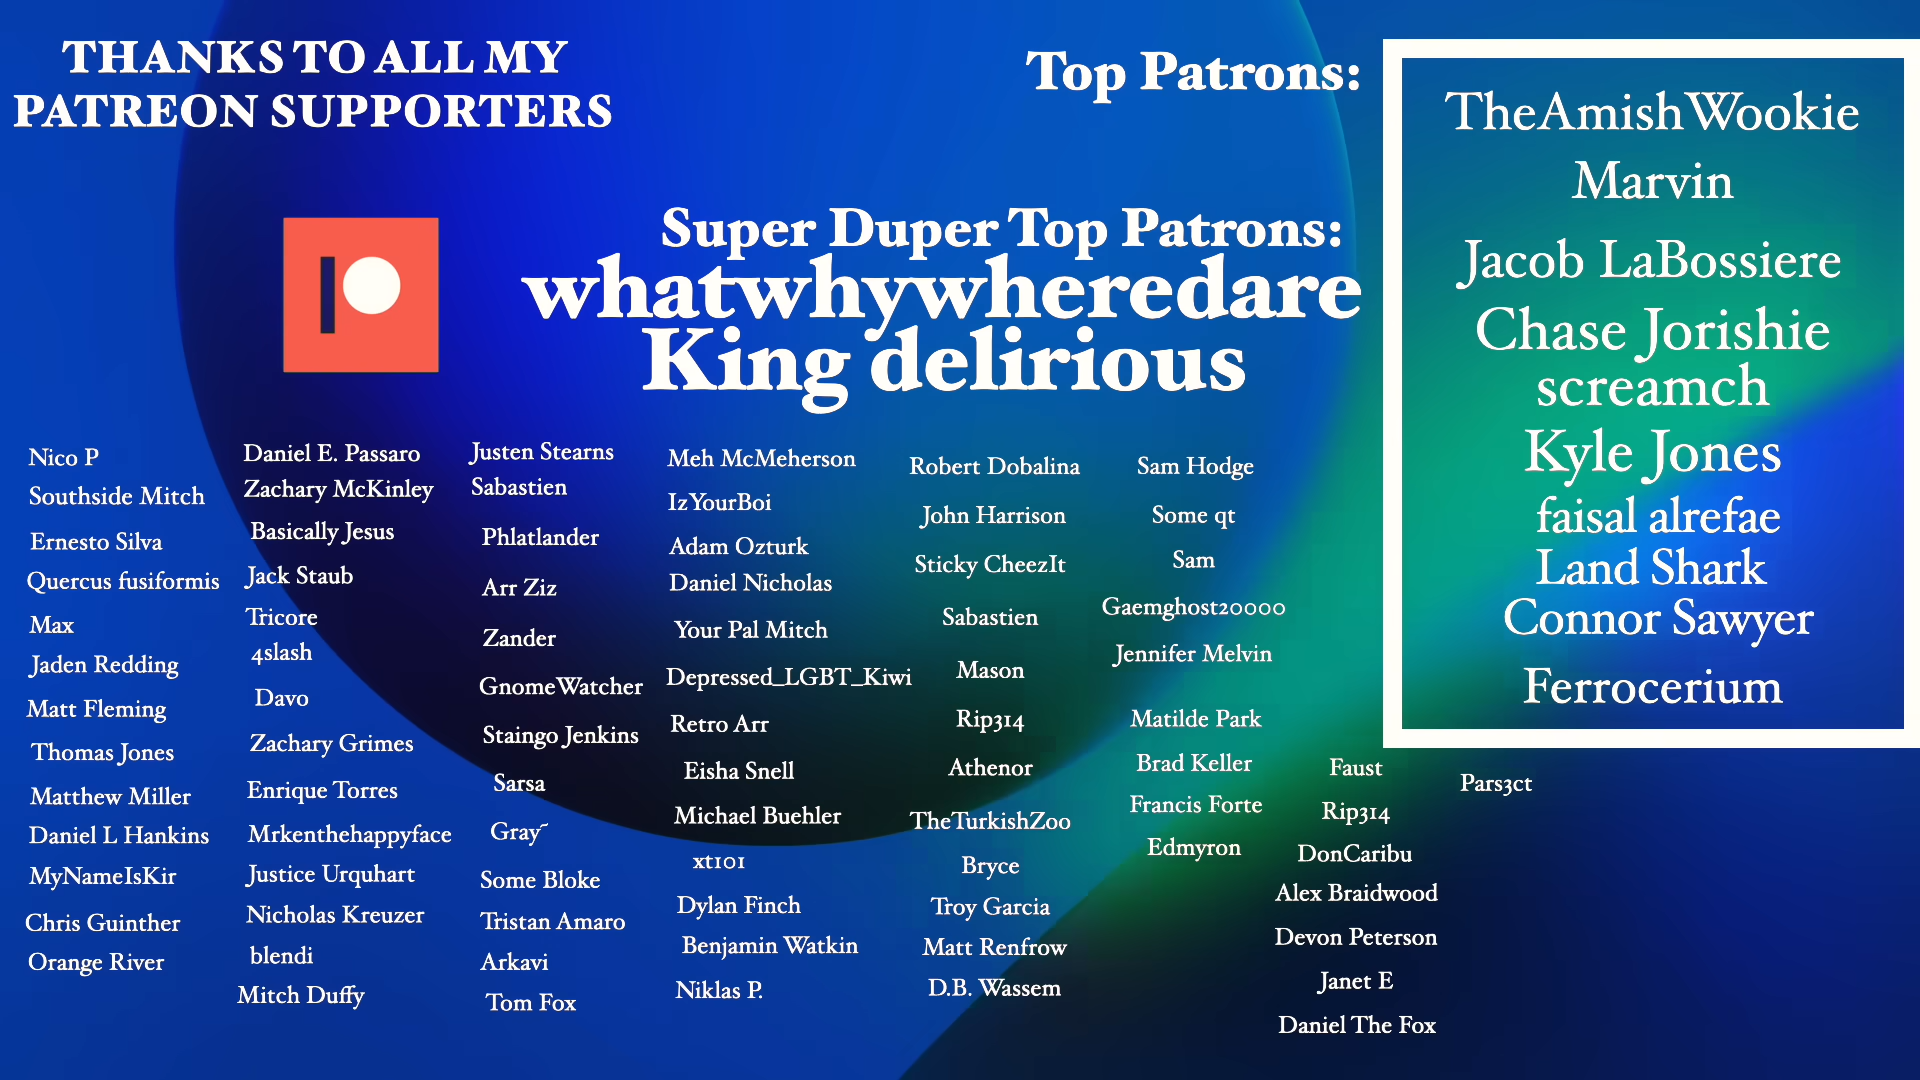 THANKS TO ALL MY
PATREON SUPPORTERS
Top Patrons:
TheAmishWookie
Marvin
Jacob LaBossiere
Chase Jorishie
screamch
Kyle Jones
faisal alrefae
Land Shark
Connor Sawyer
Ferrocerium
Super Duper Top Patrons:
whatwhywheredare
King delirious
Nico P
Southside Mitch
Ernesto Silva
Quercus fusiformis
Max
Jaden Redding
Matt Fleming
Thomas Jones
Matthew Miller
Daniel L Hankins
MyNameIsKir
Chris Guinther
Orange River
Daniel E. Passaro
Zachary McKinley
Basically Jesus
Jack Staub
Tricore
4slash
Davo
Zachary Grimes
Enrique Torres
Mrkenthehappyface
Justice Urquhart
Nicholas Kreuzer
blendi
Mitch Duffy
Justen Stearns
Sabastien
Phlatlander
Arr Ziz
Zander
GnomeWatcher
Staingo Jenkins
Sarsa
Gray~
Some Bloke
Tristan Amaro
Arkavi
Tom Fox
Meh McMeherson
IzYourBoi
Adam Ozturk
Daniel Nicholas
Your Pal Mitch
Depressed_LGBT_Kiwi
Retro Arr
Eisha Snell
Michael Buehler
xt101
Dylan Finch
Benjamin Watkin
Niklas P.
Robert Dobalina
John Harrison
Sticky CheezIt
Sabastien
Mason
Rip314
Athenor
TheTurkishZoo
Bryce
Troy Garcia
Matt Renfrow
D.B. Wassem
Sam Hodge
Some qt
Sam
Gaemghost20000
Jennifer Melvin
Matilde Park
Brad Keller
Francis Forte
Edmyron
Faust
Rip314
DonCaribu
Alex Braidwood
Devon Peterson
Janet E
Daniel The Fox
Pars3ct